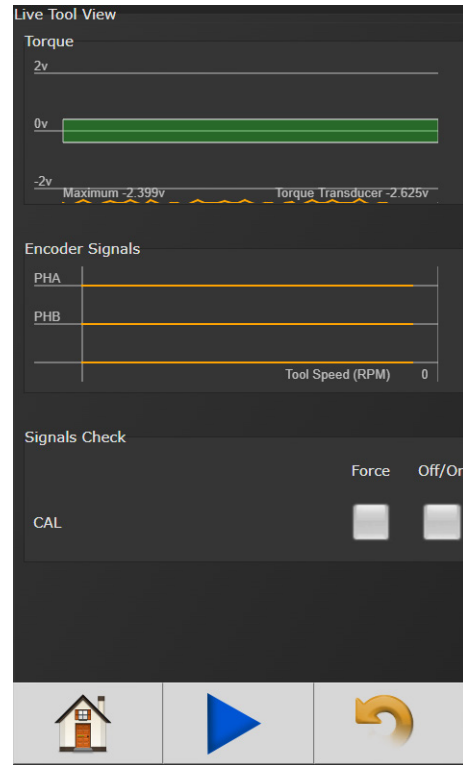 Live Tool View
Torque
2v
0v
-2v
Maximum -2.399v Torque Transducer -2.625v
Encoder Signals
PHA
PHB
Tool Speed (RPM) 0
Signals Check
Force Off/On
CAL